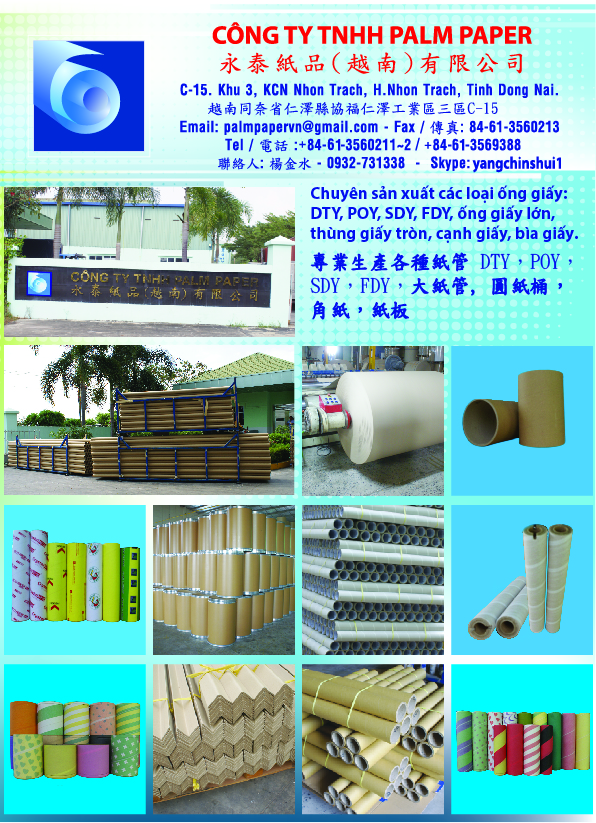 CÔNG TY TNHH PALM PAPER
永泰紙品(越南)有限公司
C-15. Khu 3, KCN Nhon Trach, H.Nhon Trach, Tinh Dong Nai.
越南同奈省仁澤縣協福仁澤工業區三區C-15
Email: palmpapervn@gmail.com - Fax / 傳真: 84-61-3560213
Tel / 電話 :+84-61-3560211~2 / +84-61-3569388
聯絡人: 楊金水 - 0932-731338 - Skype: yangchinshui1
Chuyên sản xuất các loại ống giấy:
DTY, POY, SDY, FDY, ống giấy lớn,
thùng giấy tròn, cạnh giấy, bìa giấy.
專業生產各種紙管 DTY，POY，
SDY，FDY，大紙管, 圓紙桶，
角紙，紙板
CÔNG TY TNHH PALM PAPER
永泰紙品(越南)有限公司